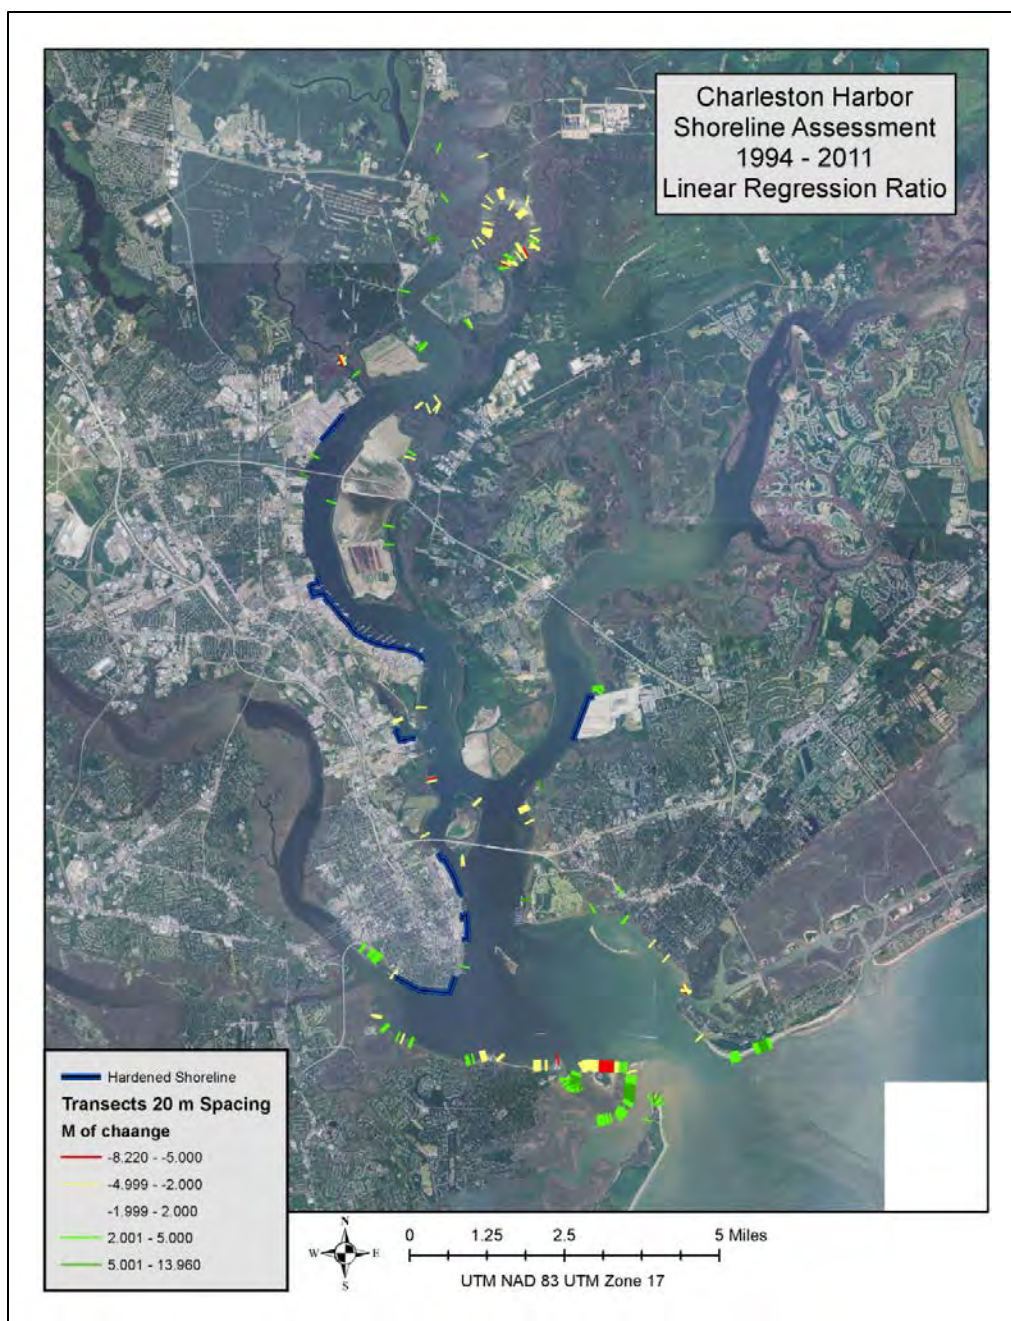 Charleston Harbor
Shoreline Assessment
1994 - 2011
Linear Regression Ratio
Hardened Shoreline
Transects 20 m Spacing
M of chaange
-8.220 - -5.000
-4.999 - -2.000
-1.999 - 2.000
2.001 - 5.000
5.001 - 13.960
N
W E
S
0 1.25 2.5 5 Miles
UTM NAD 83 UTM Zone 17